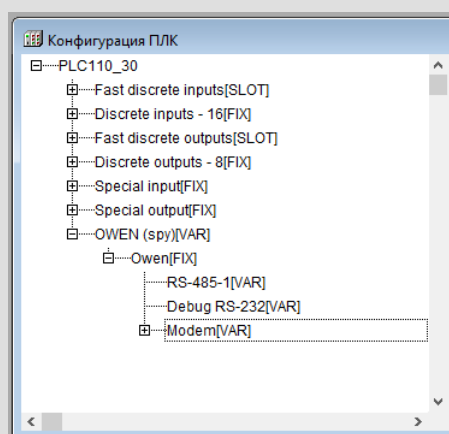 Конфигурация ПЛК
PLC110_30
Fast discrete inputs[SLOT]
Discrete inputs - 16[FIX]
Fast discrete outputs[SLOT]
Discrete outputs - 8[FIX]
Special input[FIX]
Special output[FIX]
OWEN (spy)[VAR]
Owen[FIX]
RS-485-1[VAR]
Debug RS-232[VAR]
Modem[VAR]